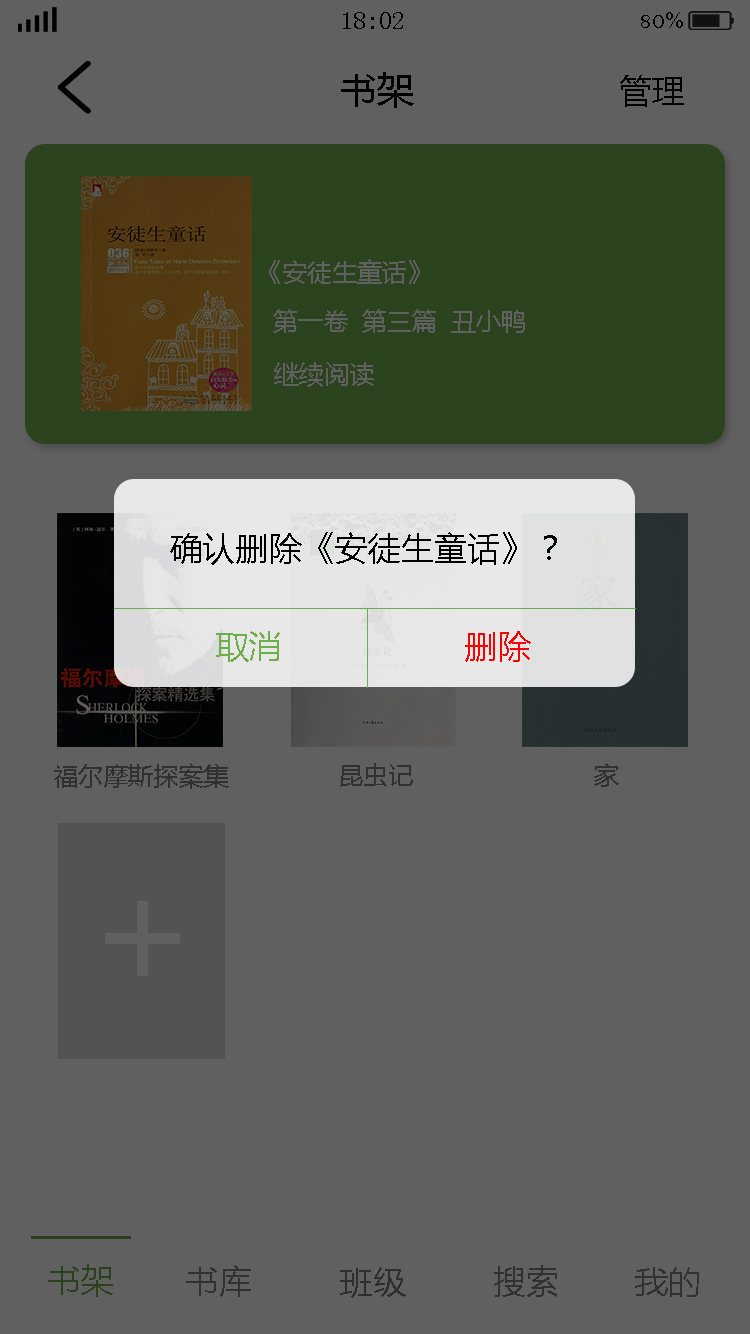 18:02
80%
书架
管理
安徒生童话
036
Fairy Tales of Hans Christian Andersen
《安徒生童话》
第一卷 第三篇 丑小鸭
继续阅读
确认删除《安徒生童话》？
取消
删除
家
昆虫记
福尔摩斯
探案精选集
SHERLOCK
HOLMES
福尔摩斯探案集
昆虫记
家
书架
书库
班级
搜索
我的